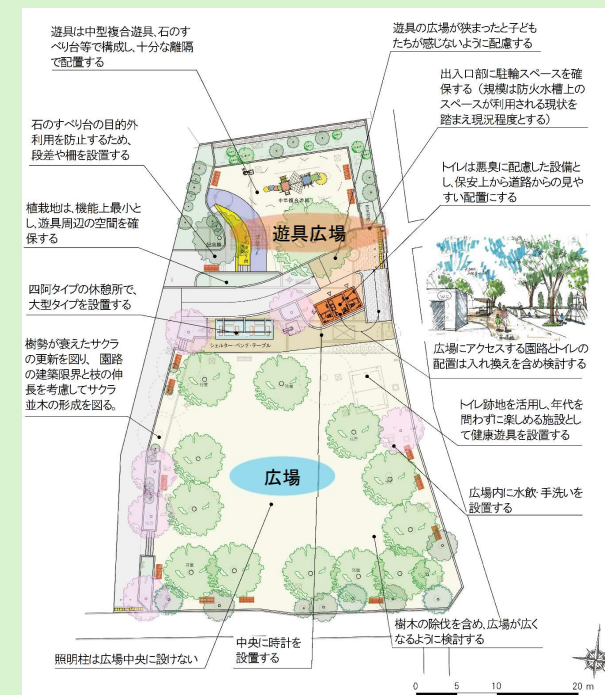 遊具は中型複合遊具、石のす
べり台等で構成し、十分な離隔
で配置する
遊具の広場が狭まったと子ども
たちが感じないように配慮する
出入口部に駐輪スペースを確
保する（規模は防火水槽上の
スペースが利用される現状を
踏まえ現況程度とする）
石のすべり台の目的外
利用を防止するため、
段差や柵を設置する
トイレは悪臭に配慮した設備と
し、保安上から道路からの見や
すい配置にする
植栽地は、機能上最小と
し、遊具周辺の空間を確
保する
遊具広場
四阿タイプの休憩所で、
大型タイプを設置する
シェルター・ベンチ・テーブル
広場にアクセスする園路とトイレの
配置は入れ換えを含め検討する
樹勢が衰えたサクラ
の更新を図り、園路
の建築限界と枝の伸
長を考慮してサクラ
並木の形成を図る。
トイレ跡地を活用し、年代を
問わずに楽しめる施設とし
て健康遊具を設置する
広場
広場内に水飲・手洗いを
設置する
樹木の除伐を含め、広場が広く
なるように検討する
中央に時計を
設置する
照明柱は広場中央に設けない
0 5 10 20 m